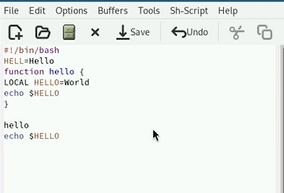 File Edit Options Buffers Tools Sh-Script Help
Save Undo
#!/bin/bash
HELL=Hello
function hello {
LOCAL HELLO=World
echo $HELLO
}
hello
echo $HELLO